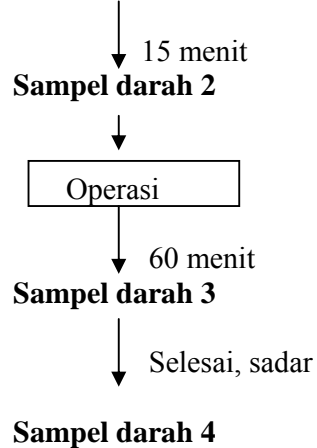 15 menit
Sampel darah 2
Operasi
60 menit
Sampel darah 3
Selesai, sadar
Sampel darah 4